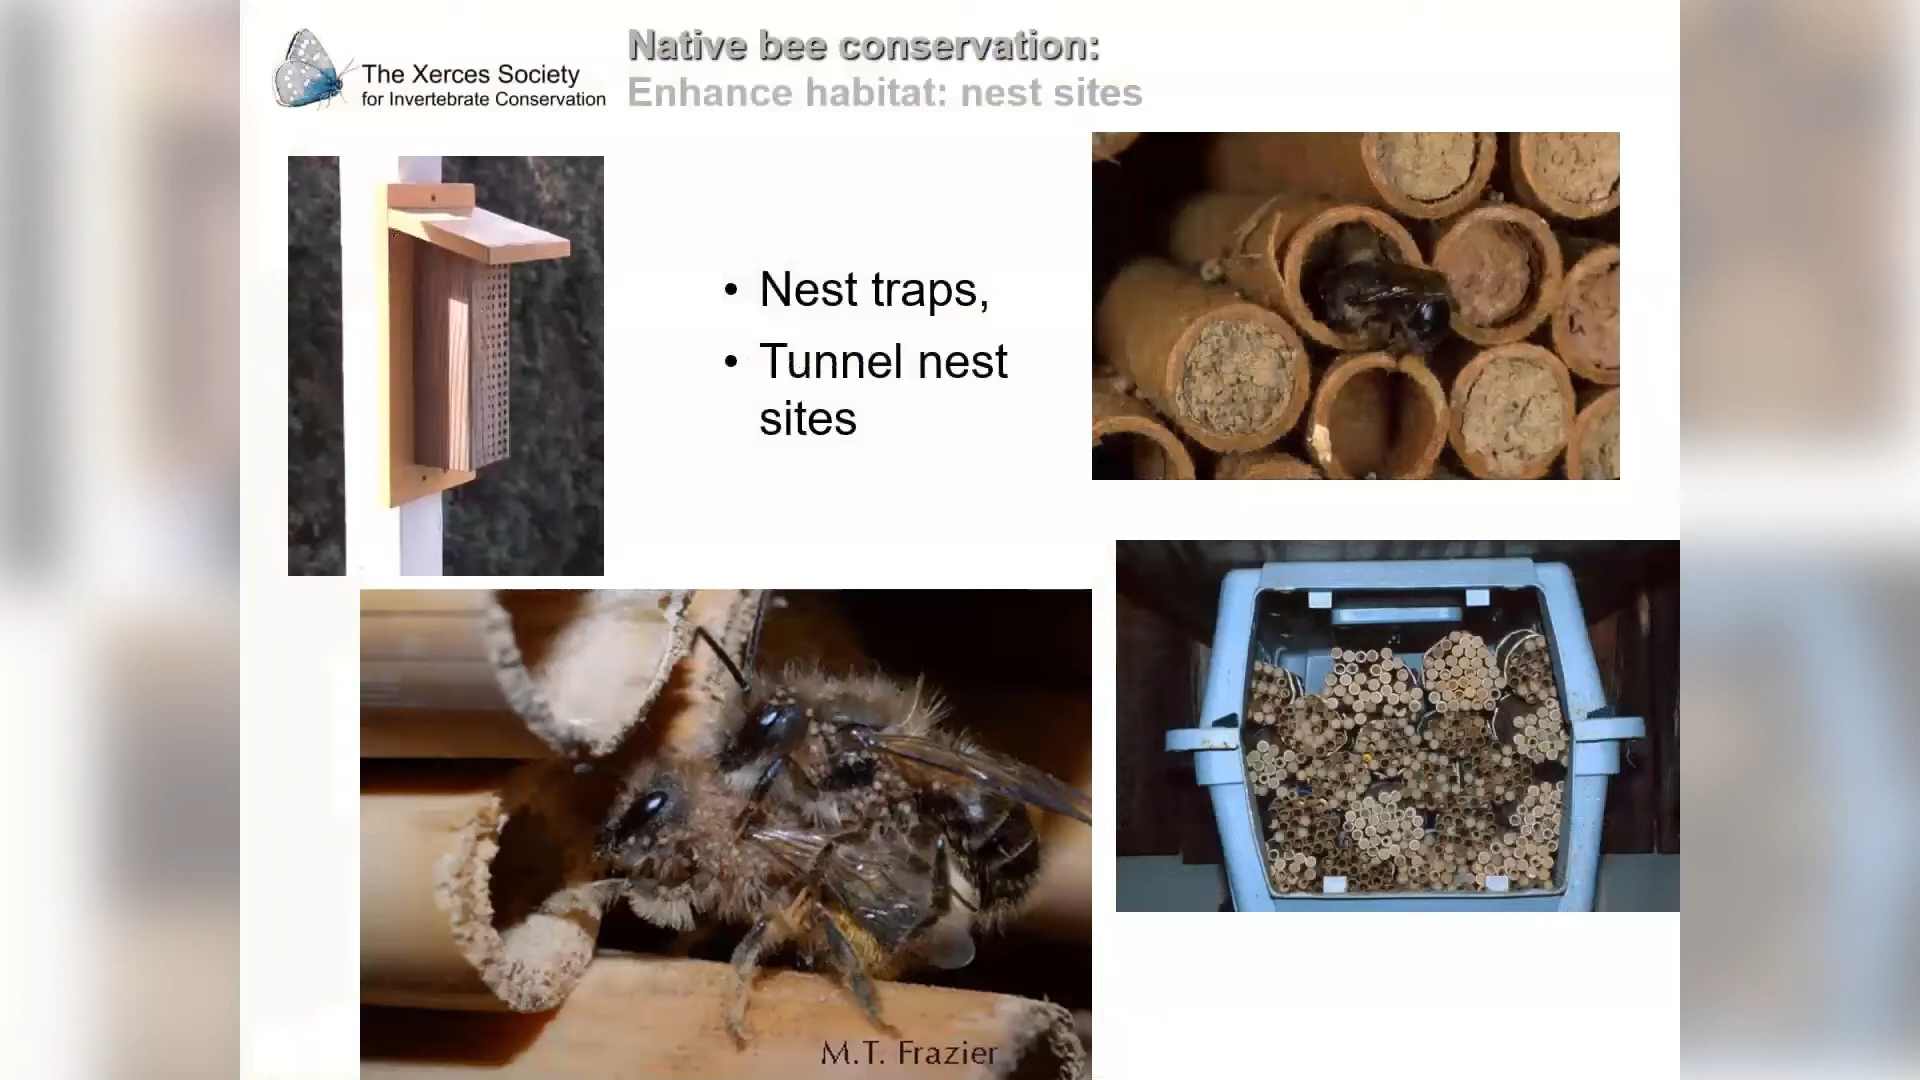 The Xerces Society
for Invertebrate Conservation
Native bee conservation:
Enhance habitat: nest sites
• Nest traps,
• Tunnel nest
sites
M.T. Frazier